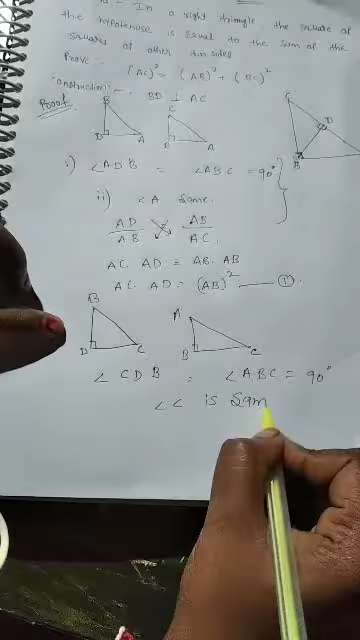 In a right triangle the square of
the hypotenuse is Equal to the sum of the
squares of other two sides
Prove :- (AC)² = (AB)² + (BC)²
Construction :- BD ⊥ AC
Proof
B
D A
C
B A
C
D
B
i) ∠ADB = ∠ABC = 90°
ii) ∠A Same
AD/AB = AB/AC
AC. AD = AB. AB
AC. AD = (AB)² — ①
B
D C
A
B C
∠CDB = ∠ABC = 90°
∠C is Sam